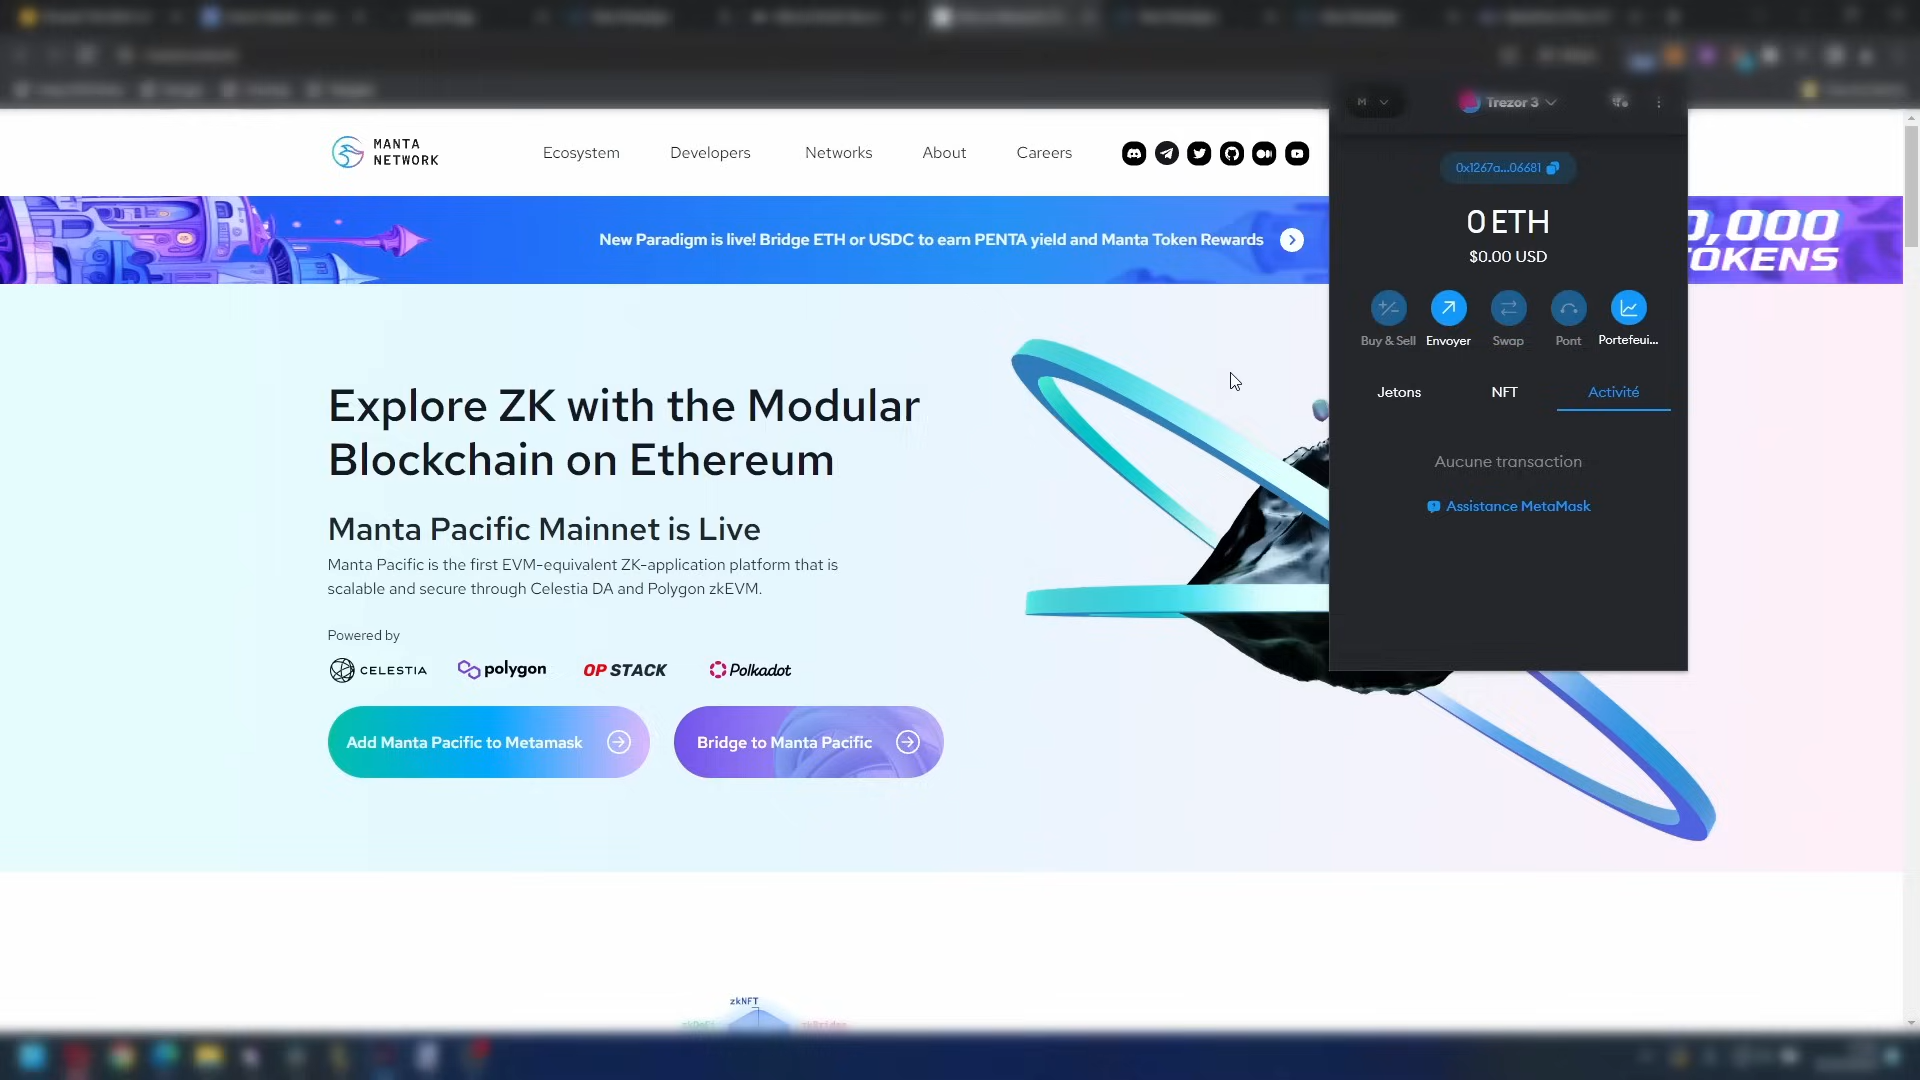 MANTA
NETWORK
Ecosystem
Developers
Networks
About
Careers
M
Trezor 3
0x1267a...06681
New Paradigm is live! Bridge ETH or USDC to earn PENTA yield and Manta Token Rewards
0,000
TOKENS
0 ETH
$0.00 USD
Buy & Sell
Envoyer
Swap
Pont
Portefeui...
Jetons
NFT
Activité
Aucune transaction
Assistance MetaMask
Explore ZK with the Modular
Blockchain on Ethereum
Manta Pacific Mainnet is Live
Manta Pacific is the first EVM-equivalent ZK-application platform that is
scalable and secure through Celestia DA and Polygon zkEVM.
Powered by
CELESTIA
polygon
OP STACK
Polkadot
Add Manta Pacific to Metamask
Bridge to Manta Pacific
zkNFT